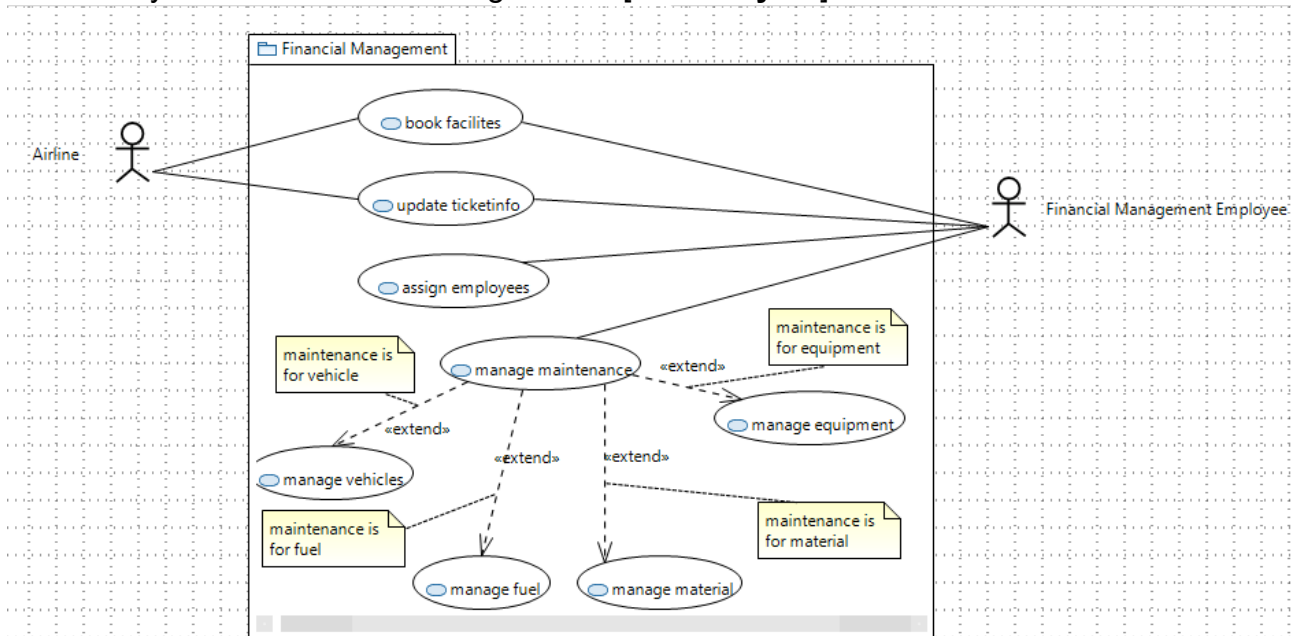 Financial Management
book facilites
Airline
update ticketinfo
Financial Management Employee
assign employees
maintenance is
for equipment
maintenance is
for vehicle
manage maintenance
«extend»
manage equipment
«extend»
«extend»
«extend»
manage vehicles
maintenance is
for fuel
maintenance is
for material
manage fuel
manage material